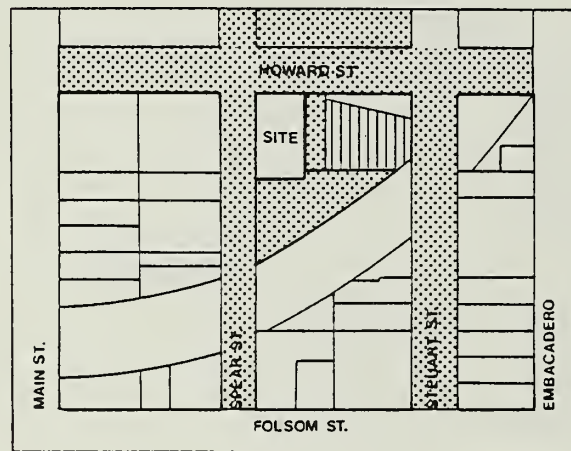 HOWARD ST.
SITE
MAIN ST.
SPEAR ST.
STEUART ST.
EMBACADERO
FOLSOM ST.